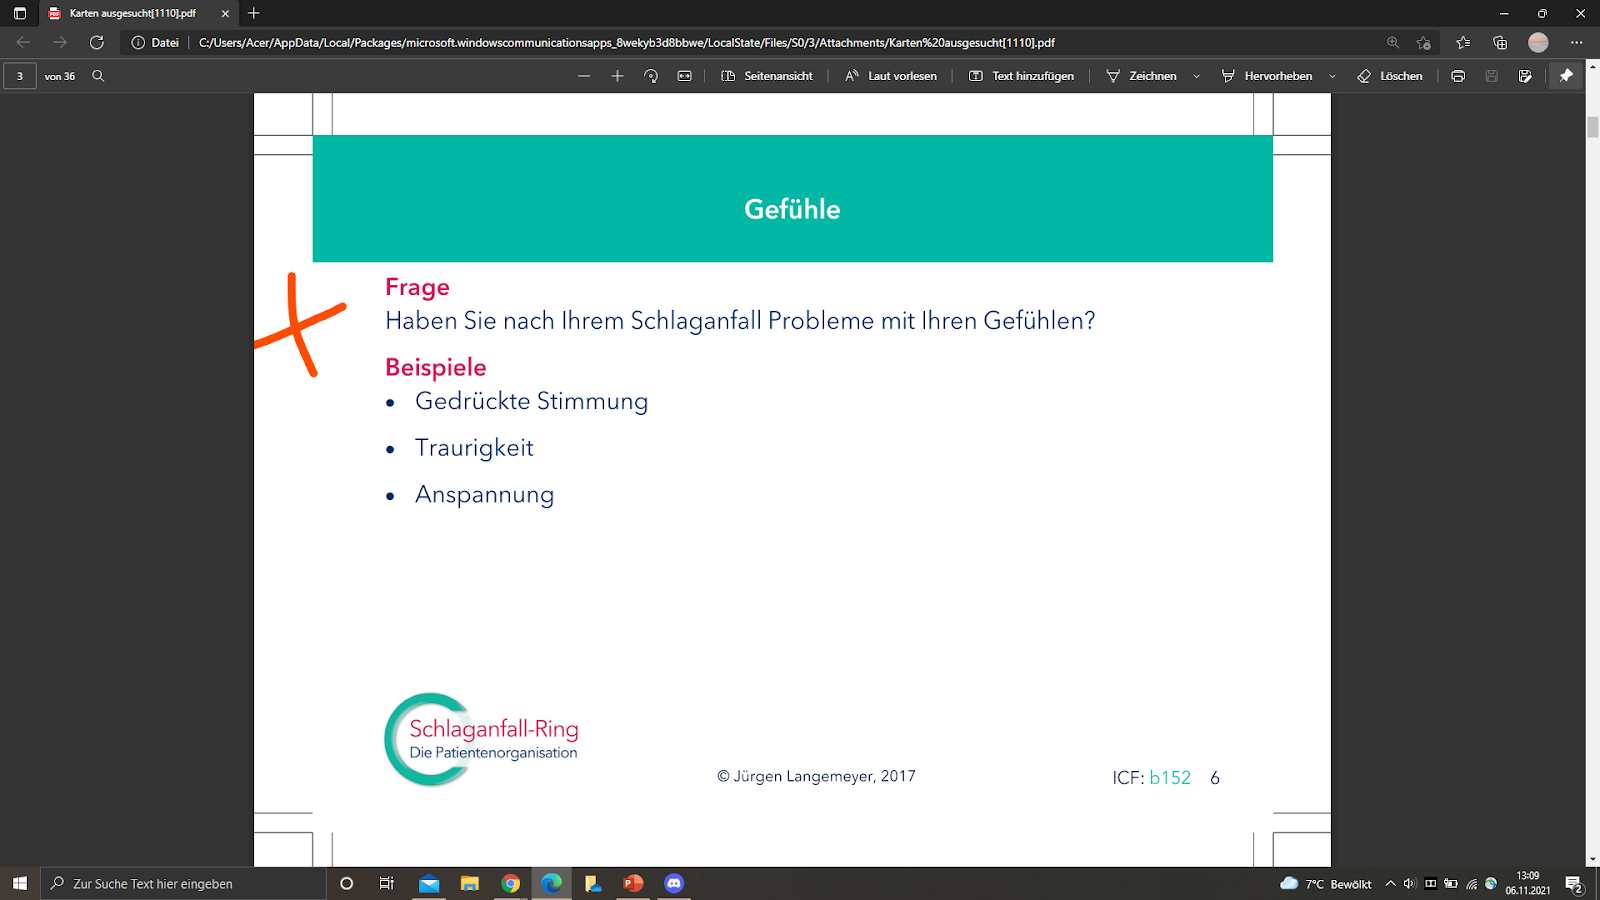 Karten ausgesucht[1110].pdf
Datei
C:/Users/Acer/AppData/Local/Packages/microsoft.windowscommunicationsapps_8wekyb3d8bbwe/LocalState/Files/S0/3/Attachments/Karten%20ausgesucht[1110].pdf
3 von 36 Seitenansicht Laut vorlesen Text hinzufügen Zeichnen Hervorheben Löschen
Gefühle
Frage
Haben Sie nach Ihrem Schlaganfall Probleme mit Ihren Gefühlen?
Beispiele
• Gedrückte Stimmung
• Traurigkeit
• Anspannung
Schlaganfall-Ring
Die Patientenorganisation
© Jürgen Langemeyer, 2017
ICF: b152 6
Zur Suche Text hier eingeben
7°C Bewölkt
13:09
06.11.2021
2